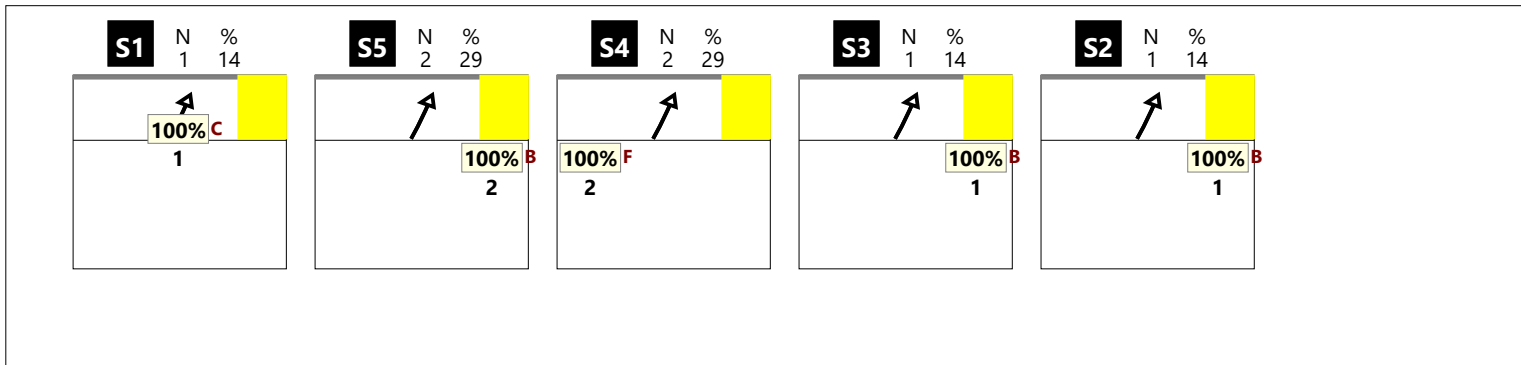 S1 N % 1 14
100% C
1
S5 N % 2 29
100% B
2
S4 N % 2 29
100% F
2
S3 N % 1 14
100% B
1
S2 N % 1 14
100% B
1